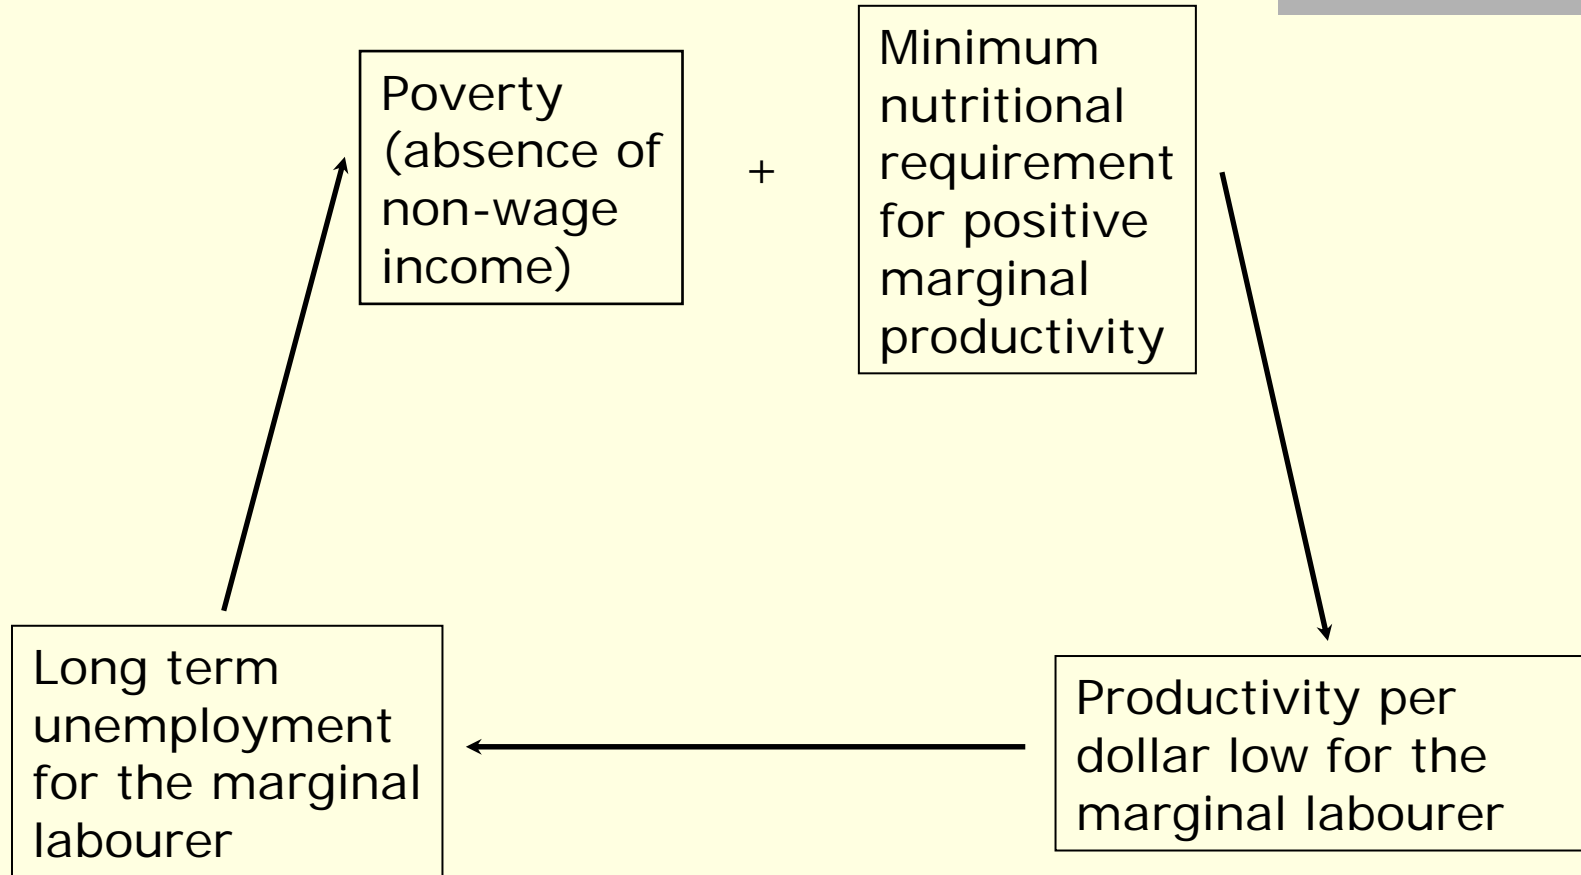 Poverty
(absence of
non-wage
income)
+
Minimum
nutritional
requirement
for positive
marginal
productivity
Long term
unemployment
for the marginal
labourer
Productivity per
dollar low for the
marginal labourer